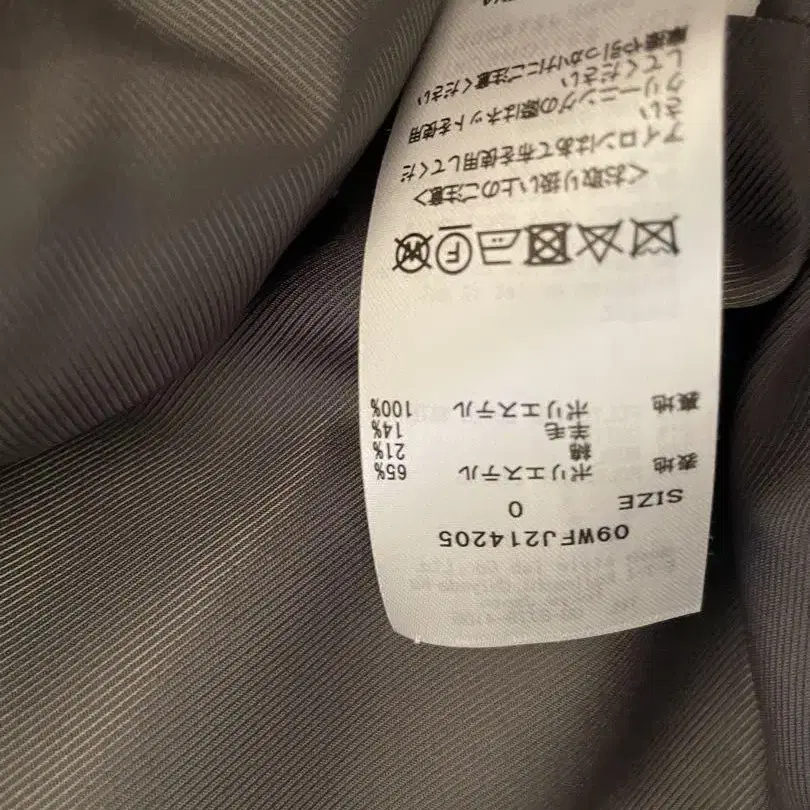 09WFJ214205
SIZE 0
表地 ポリエステル 65%
綿 21%
羊毛 14%
表地 ポリエステル 100%
<お取り扱い上のご注意>
アイロンはあて布を使用してくだ
さい
クリーニングの際はネットを使用
してください
摩擦や引っかけにご注意ください